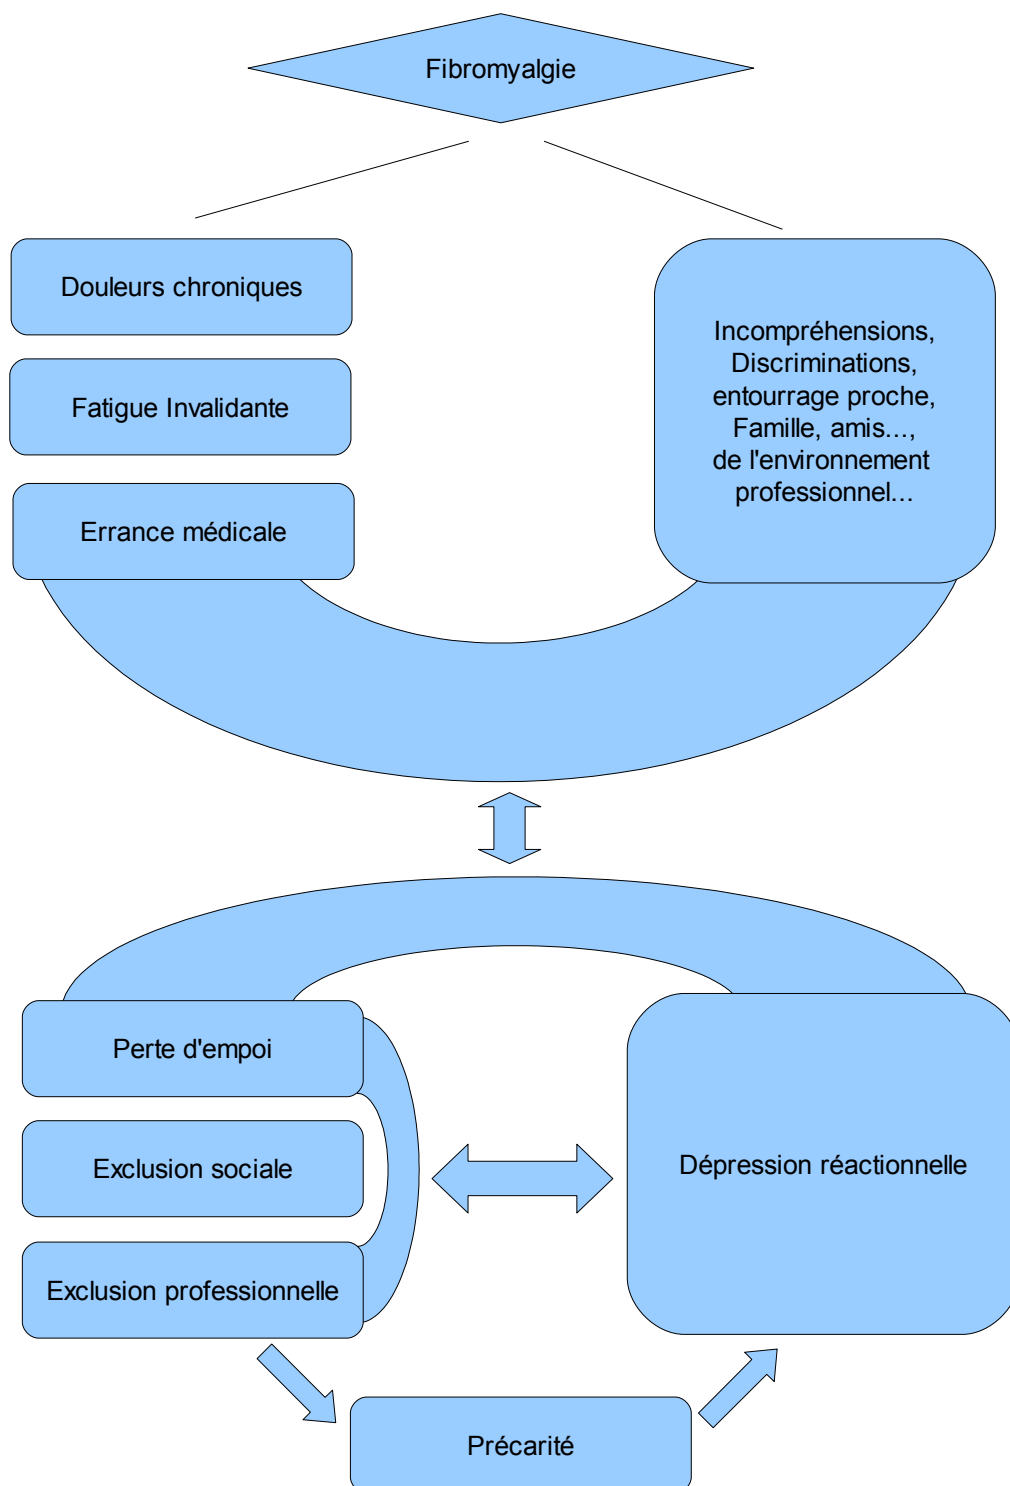 Fibromyalgie
Douleurs chroniques
Fatigue Invalidante
Errance médicale
Incompréhensions,
Discriminations,
entourrage proche,
Famille, amis...,
de l'environnement
professionnel...
Perte d'empoi
Exclusion sociale
Exclusion professionnelle
Dépression réactionnelle
Précarité